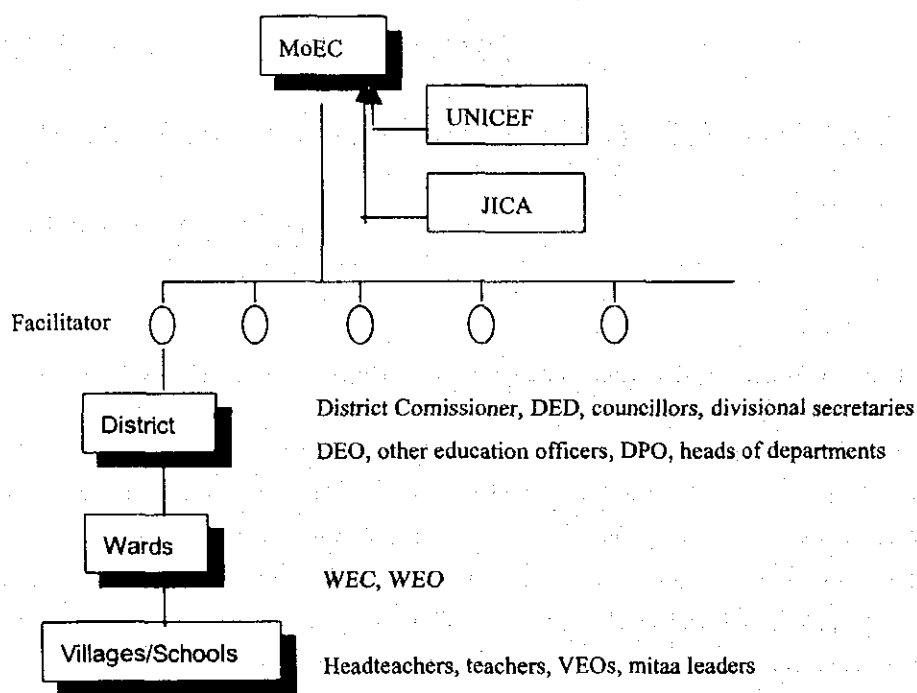 MoEC
UNICEF
JICA
Facilitator
District
District Comissioner, DED, councillors, divisional secretaries
DEO, other education officers, DPO, heads of departments
Wards
WEC, WEO
Villages/Schools
Headteachers, teachers, VEOs, mitaa leaders